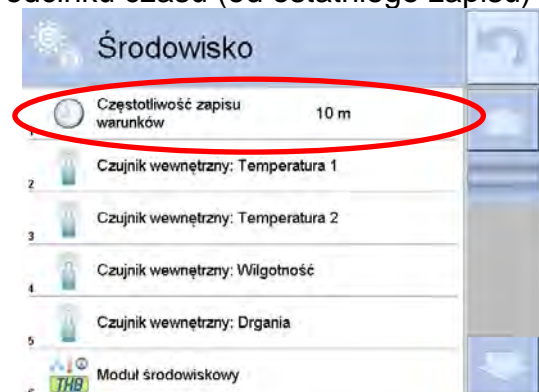 odcinku czasu (od ostatniego zapisu)
Środowisko
Częstotliwość zapisu
warunków
10 m
1
Czujnik wewnętrzny: Temperatura 1
2
Czujnik wewnętrzny: Temperatura 2
3
Czujnik wewnętrzny: Wilgotność
4
Czujnik wewnętrzny: Drgania
5
Moduł środowiskowy
THB
6